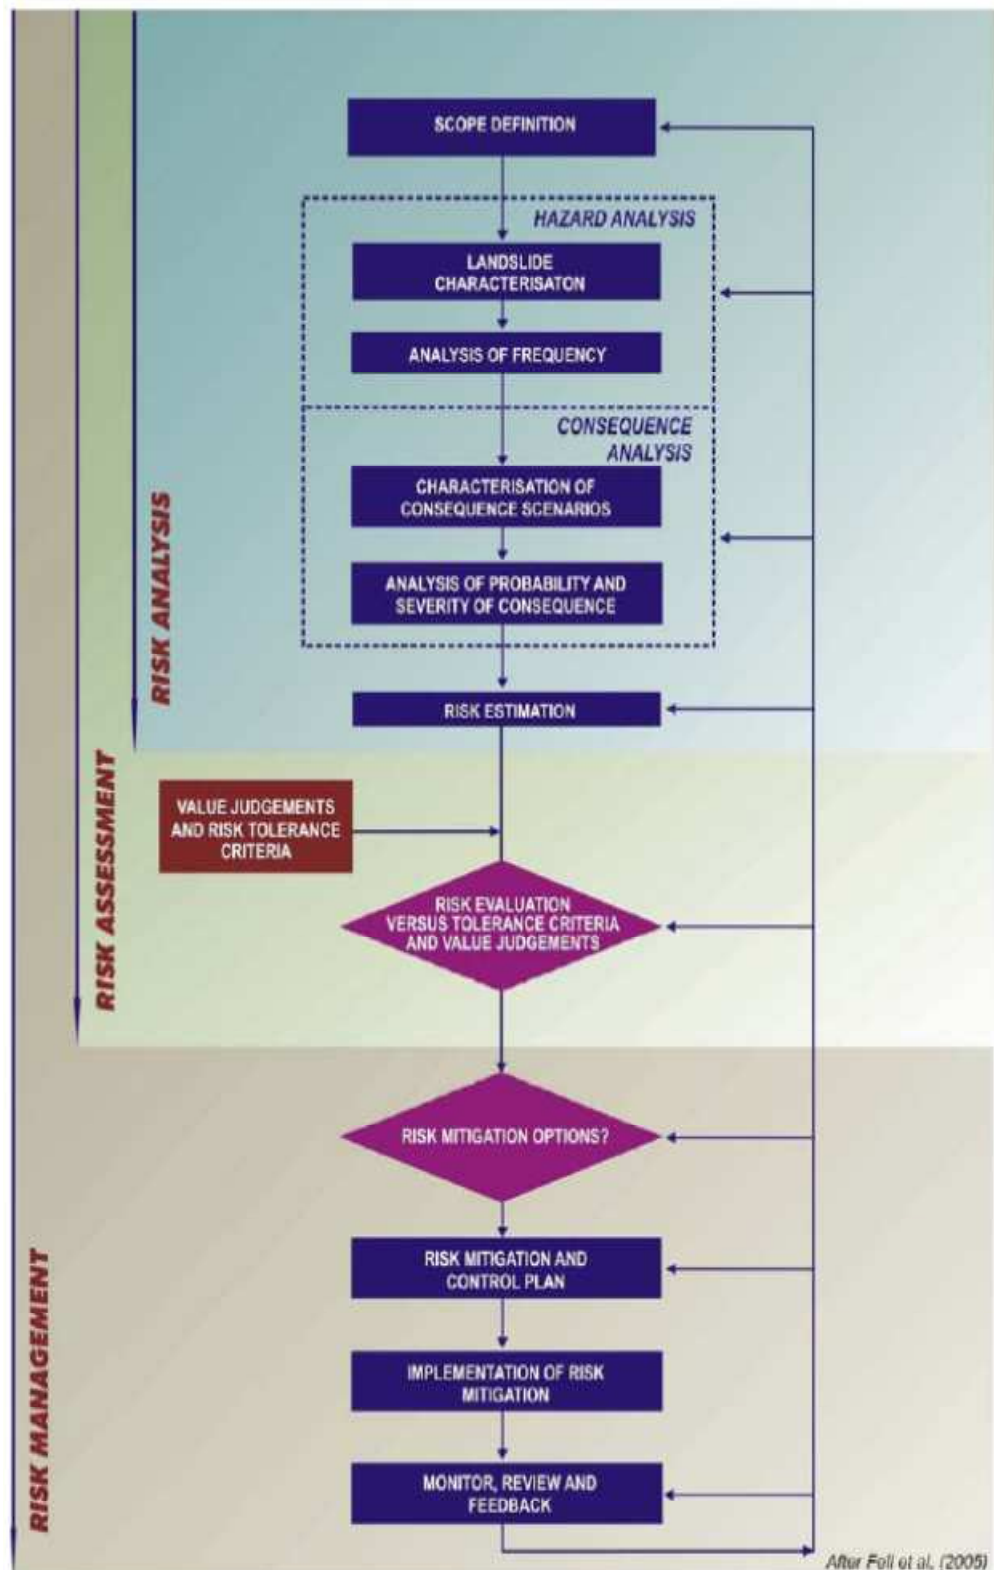 SCOPE DEFINITION
HAZARD ANALYSIS
LANDSLIDE
CHARACTERISATON
ANALYSIS OF FREQUENCY
CONSEQUENCE
ANALYSIS
CHARACTERISATION OF
CONSEQUENCE SCENARIOS
ANALYSIS OF PROBABILITY AND
SEVERITY OF CONSEQUENCE
RISK ESTIMATION
RISK ANALYSIS
VALUE JUDGEMENTS
AND RISK TOLERANCE
CRITERIA
RISK EVALUATION
VERSUS TOLERANCE CRITERIA
AND VALUE JUDGEMENTS
RISK ASSESSMENT
RISK MITIGATION OPTIONS?
RISK MITIGATION AND
CONTROL PLAN
IMPLEMENTATION OF RISK
MITIGATION
MONITOR, REVIEW AND
FEEDBACK
RISK MANAGEMENT
After Fell et al. (2005)